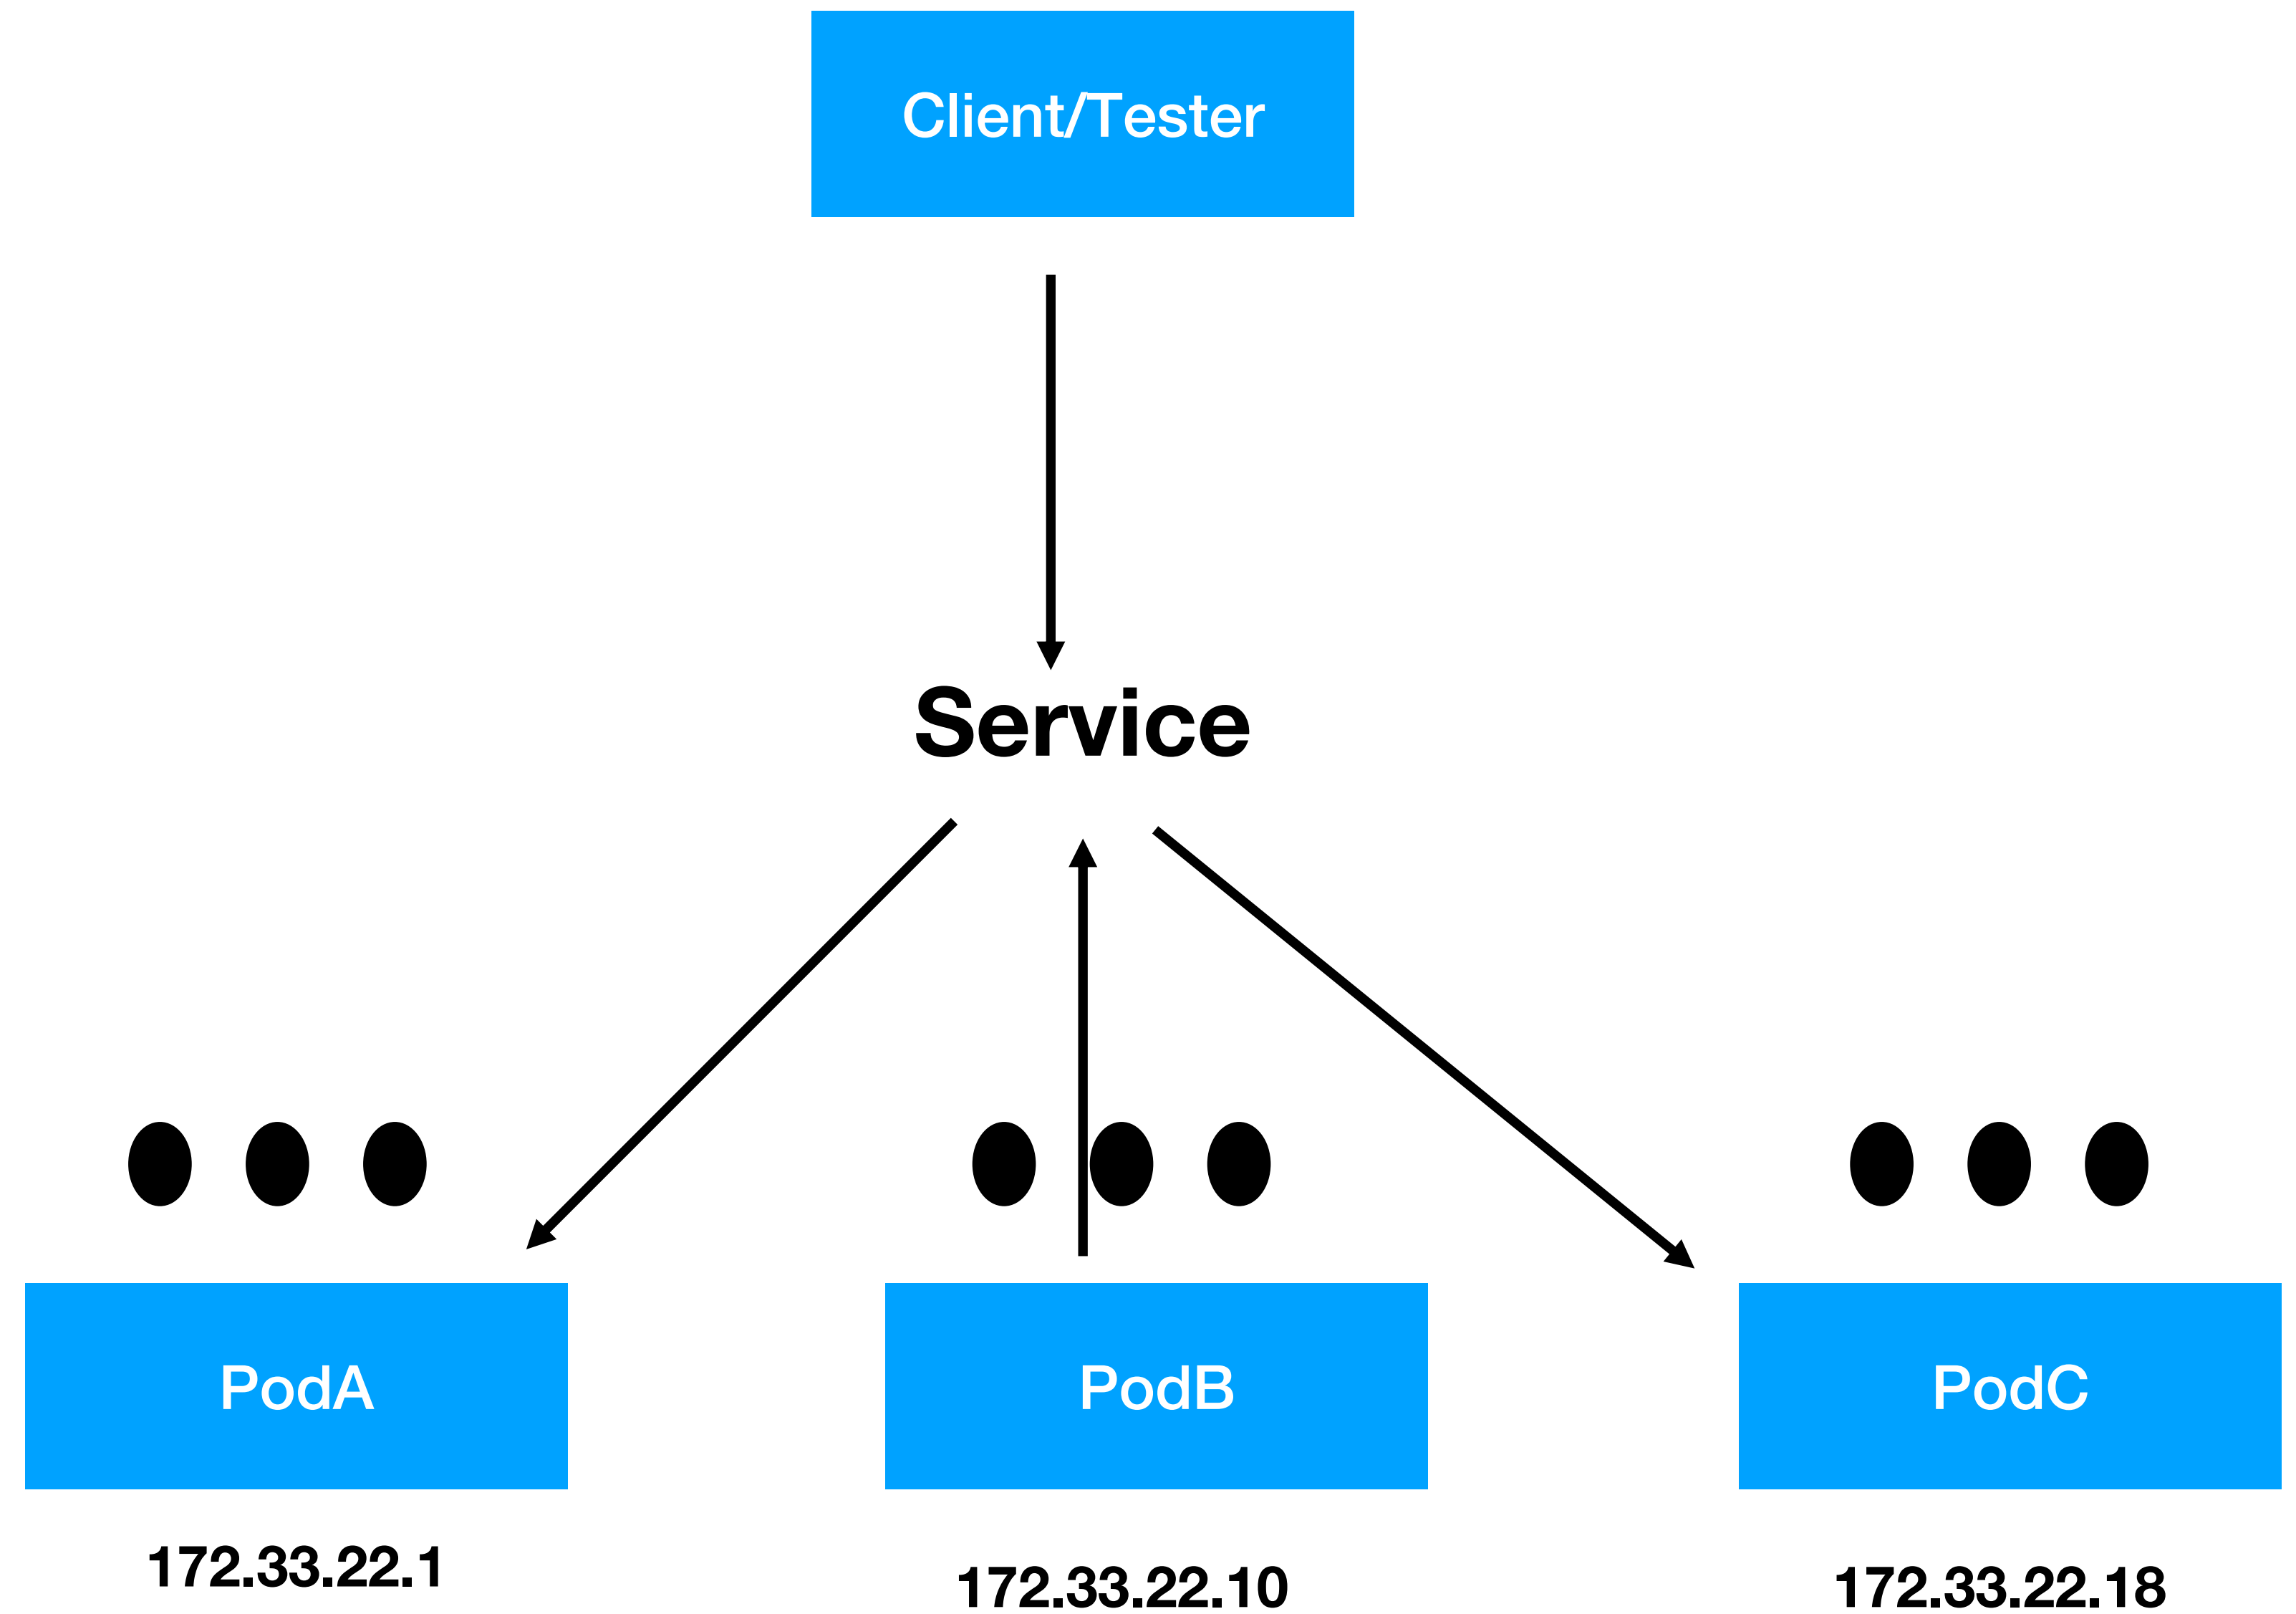 Client/Tester
Service
PodA
PodB
PodC
172.33.22.1
172.33.22.10
172.33.22.18